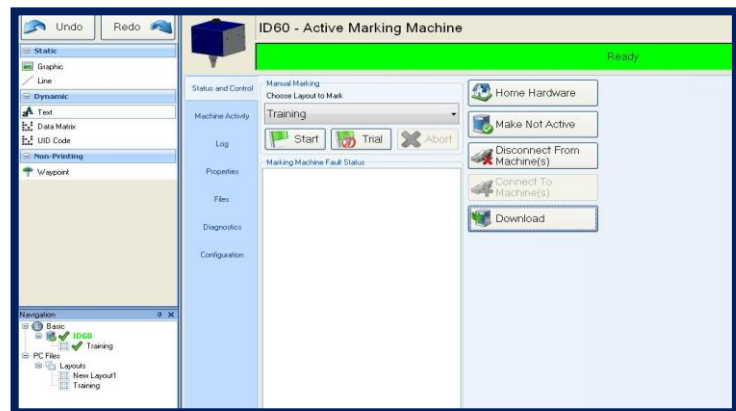 Undo
Redo
Static
Graphic
Line
Dynamic
Text
Data Matrix
UID Code
Non-Printing
Waypoint
Navigation
Basic
ID60
Training
PC Files
Layouts
New Layout1
Training
ID60 - Active Marking Machine
Ready
Status and Control
Machine Activity
Log
Properties
Files
Diagnostics
Configuration
Manual Marking
Choose Layout to Mark
Training
Start
Trial
Abort
Marking Machine Fault Status
Home Hardware
Make Not Active
Disconnect From
Machine(s)
Connect To
Machine(s)
Download